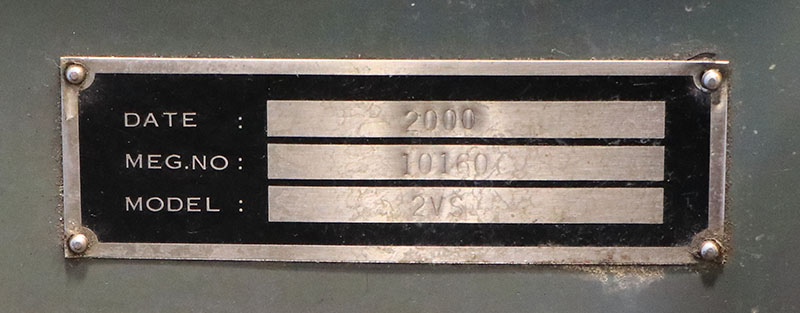 DATE : 2000
MEG.NO: 10160
MODEL : 2VS